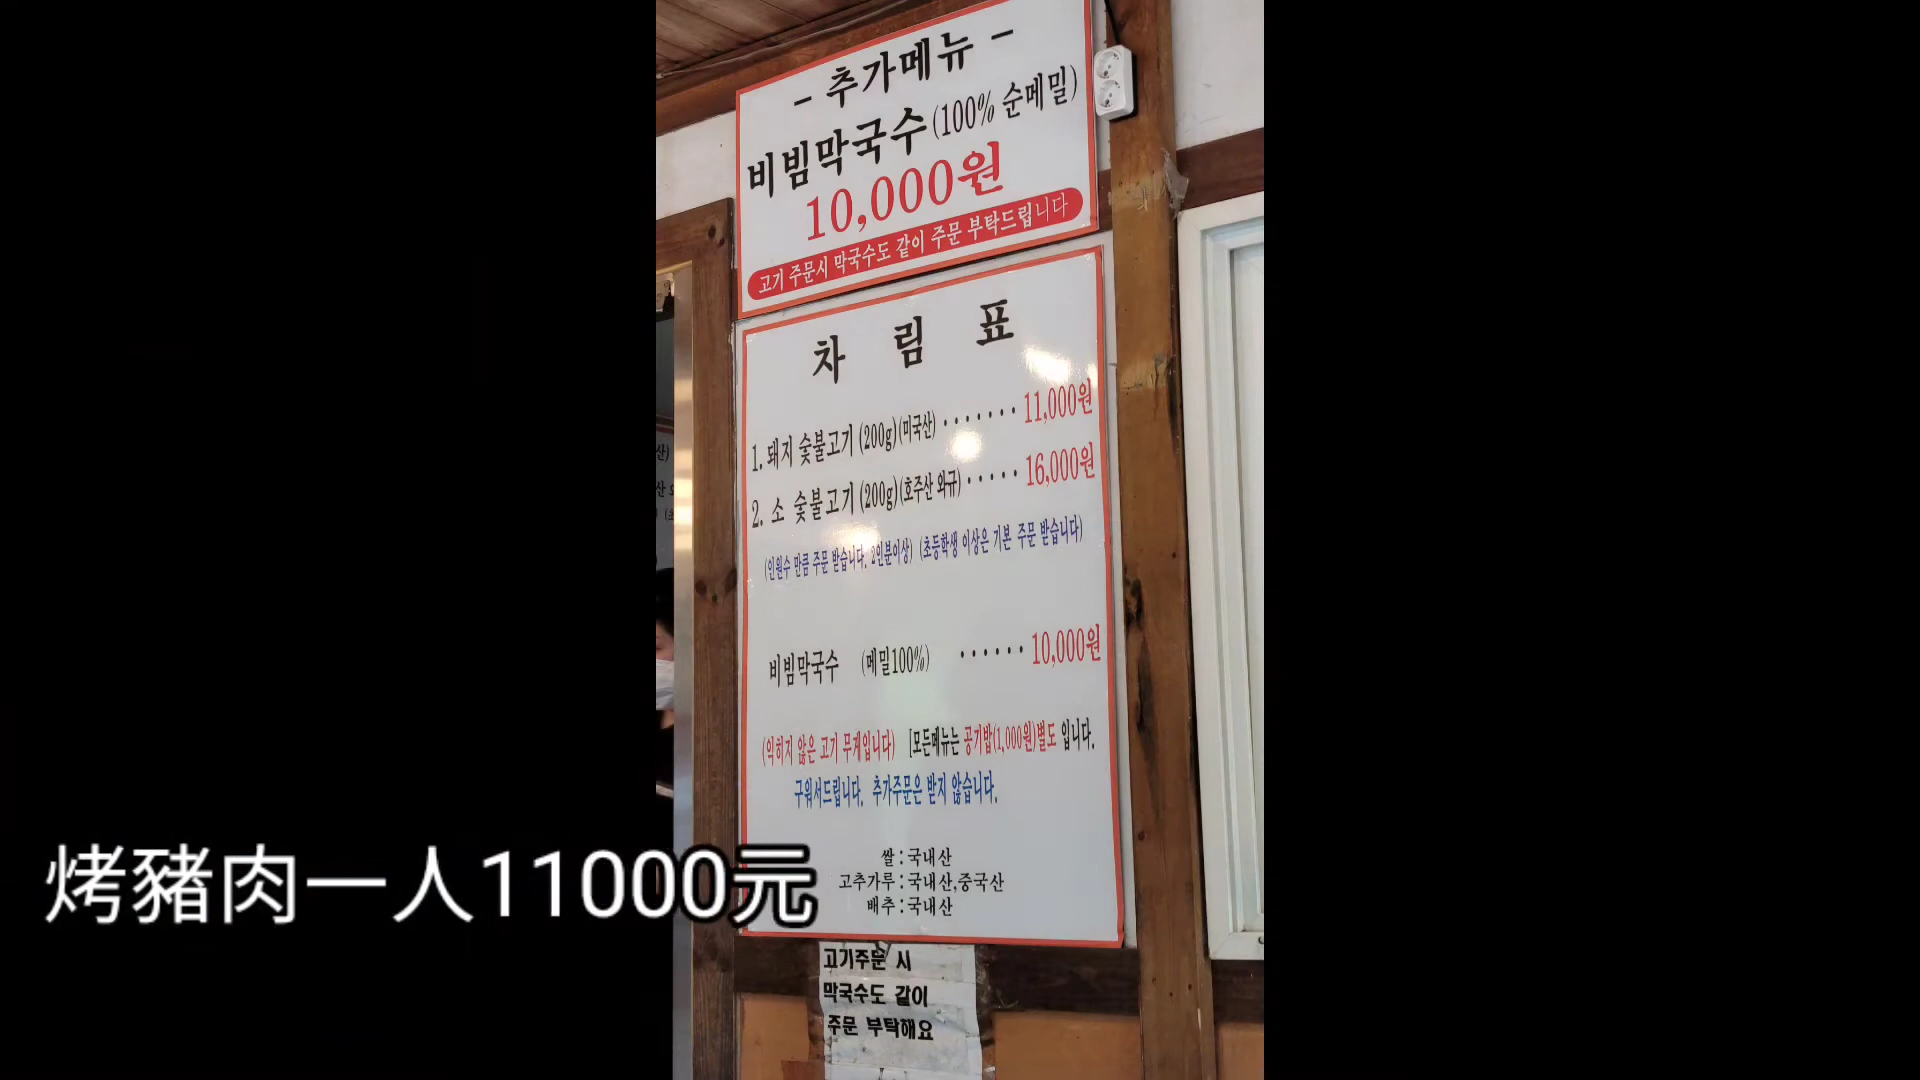 - 추가메뉴 -
비빔막국수(100% 순메밀)
10,000원
고기 주문시 막국수도 같이 주문 부탁드립니다
차 림 표
1. 돼지 숯불고기 (200g)(미국산) ······· 11,000원
2. 소 숯불고기 (200g)(호주산 와규) ····· 16,000원
(인원수 만큼 주문 받습니다. 2인분이상) (초등학생 이상은 기본 주문 받습니다)
비빔막국수 (메밀100%) ······ 10,000원
(익히지 않은 고기 무게입니다) [모든메뉴는 공기밥(1,000원)별도 입니다.
구워서드립니다. 추가주문은 받지 않습니다.
쌀 : 국내산
고추가루 : 국내산,중국산
배추 : 국내산
고기주문 시
막국수도 같이
주문 부탁해요
烤豬肉一人11000元